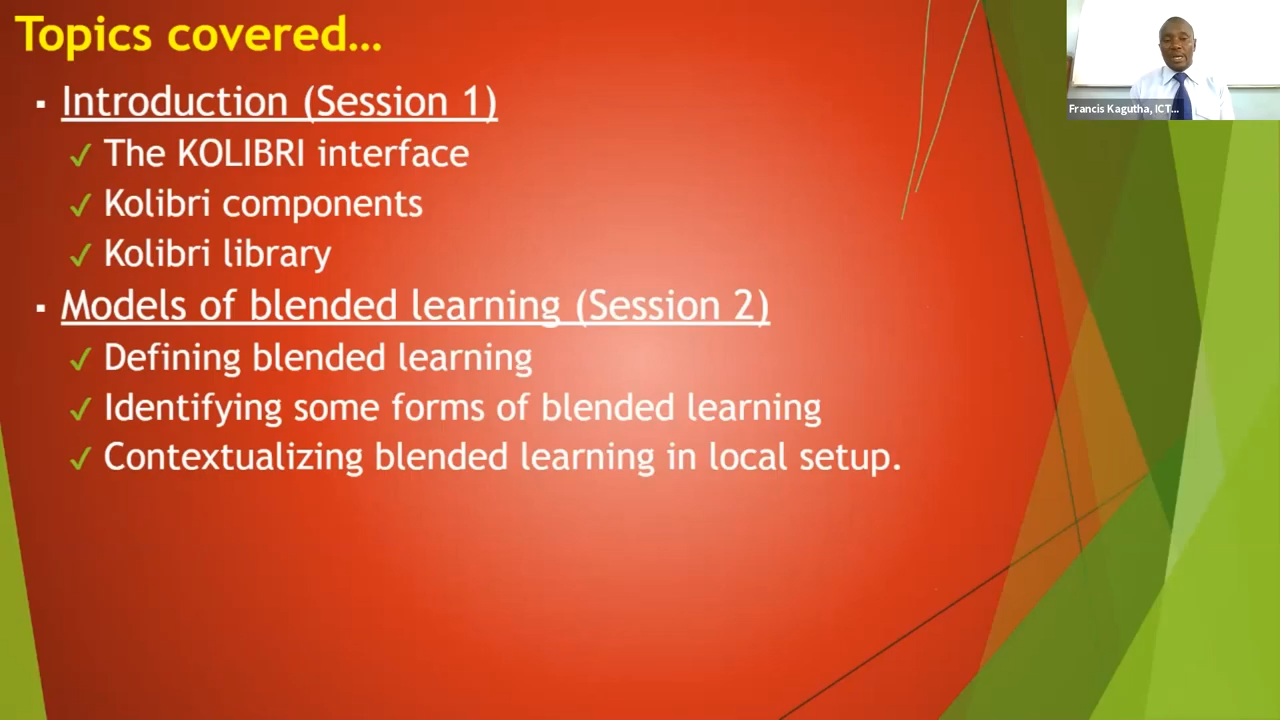 Topics covered…
▪ Introduction (Session 1)
✓ The KOLIBRI interface
✓ Kolibri components
✓ Kolibri library
▪ Models of blended learning (Session 2)
✓ Defining blended learning
✓ Identifying some forms of blended learning
✓ Contextualizing blended learning in local setup.
Francis Kagutha, ICT...